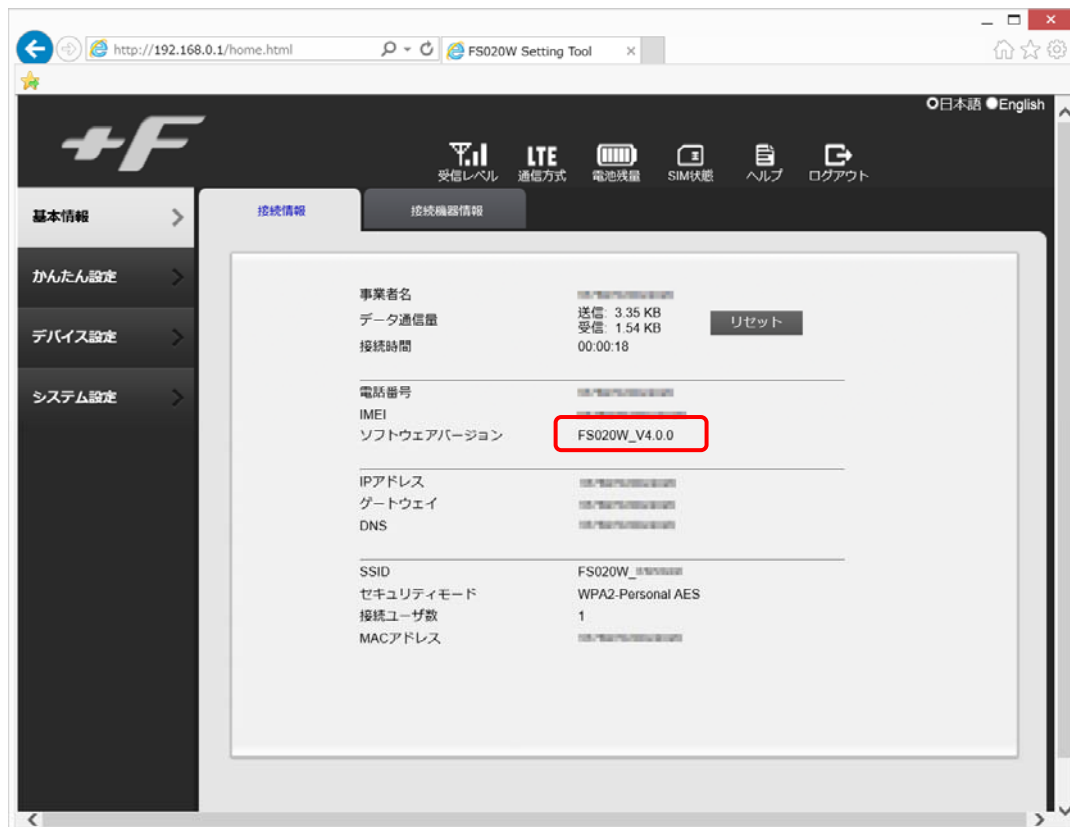 http://192.168.0.1/home.html
FS020W Setting Tool
日本語 English
+F
LTE
受信レベル 通信方式 電池残量 SIM状態 ヘルプ ログアウト
基本情報
かんたん設定
デバイス設定
システム設定
接続情報 接続機器情報
事業者名
データ通信量 送信: 3.35 KB
受信: 1.54 KB
リセット
接続時間 00:00:18
電話番号
IMEI
ソフトウェアバージョン FS020W_V4.0.0
IPアドレス
ゲートウェイ
DNS
SSID FS020W_
セキュリティモード WPA2-Personal AES
接続ユーザ数 1
MACアドレス